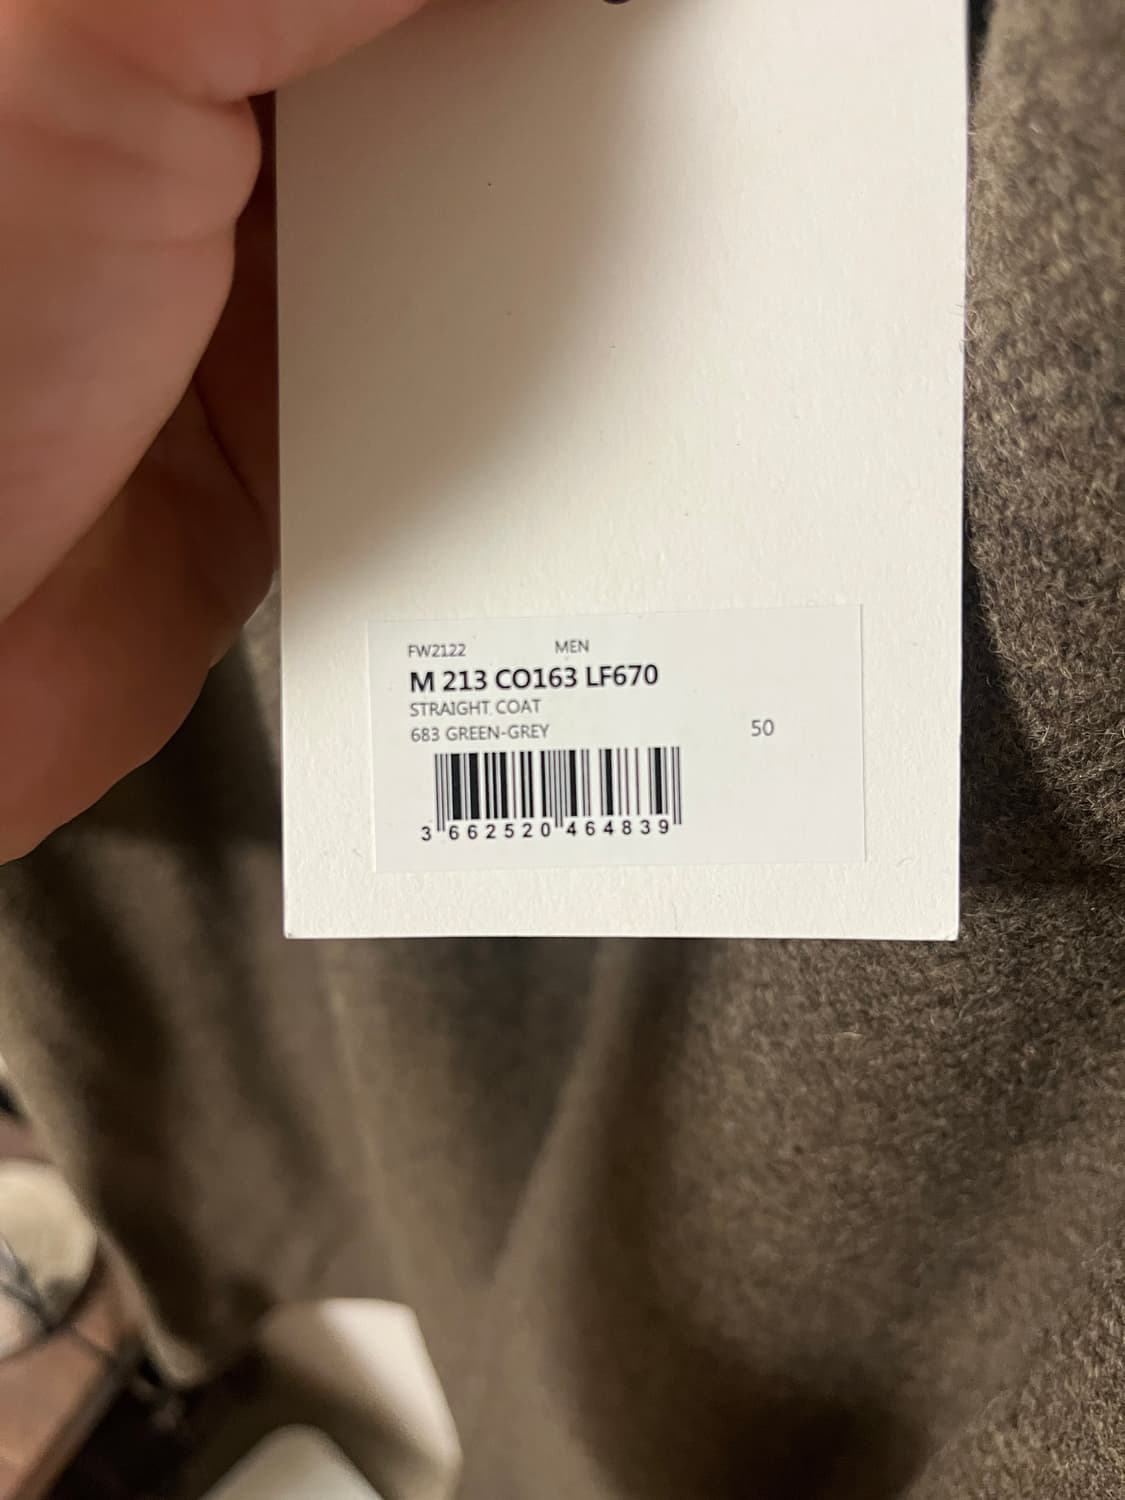 FW2122 MEN
M 213 CO163 LF670
STRAIGHT COAT
683 GREEN-GREY 50
3 662520 464839